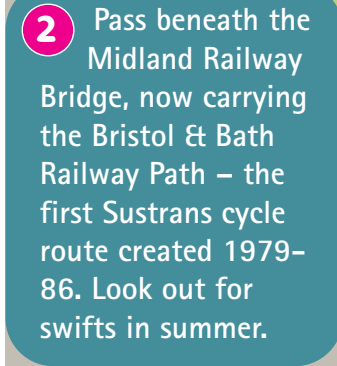 2 Pass beneath the
Midland Railway
Bridge, now carrying
the Bristol & Bath
Railway Path – the
first Sustrans cycle
route created 1979–
86. Look out for
swifts in summer.